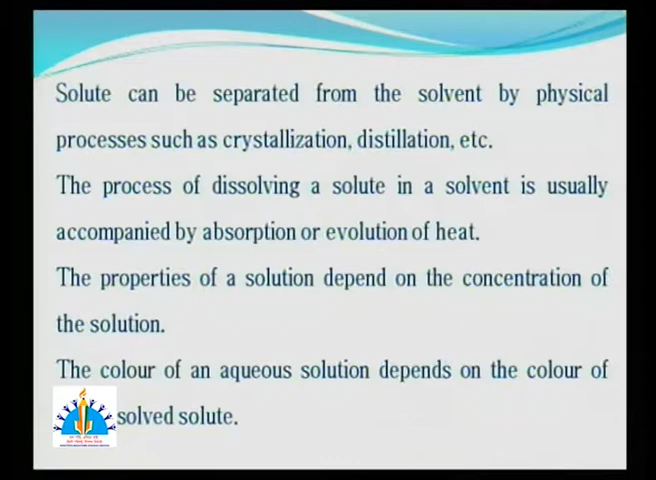 Solute can be separated from the solvent by physical
processes such as crystallization, distillation, etc.
The process of dissolving a solute in a solvent is usually
accompanied by absorption or evolution of heat.
The properties of a solution depend on the concentration of
the solution.
The colour of an aqueous solution depends on the colour of
solved solute.